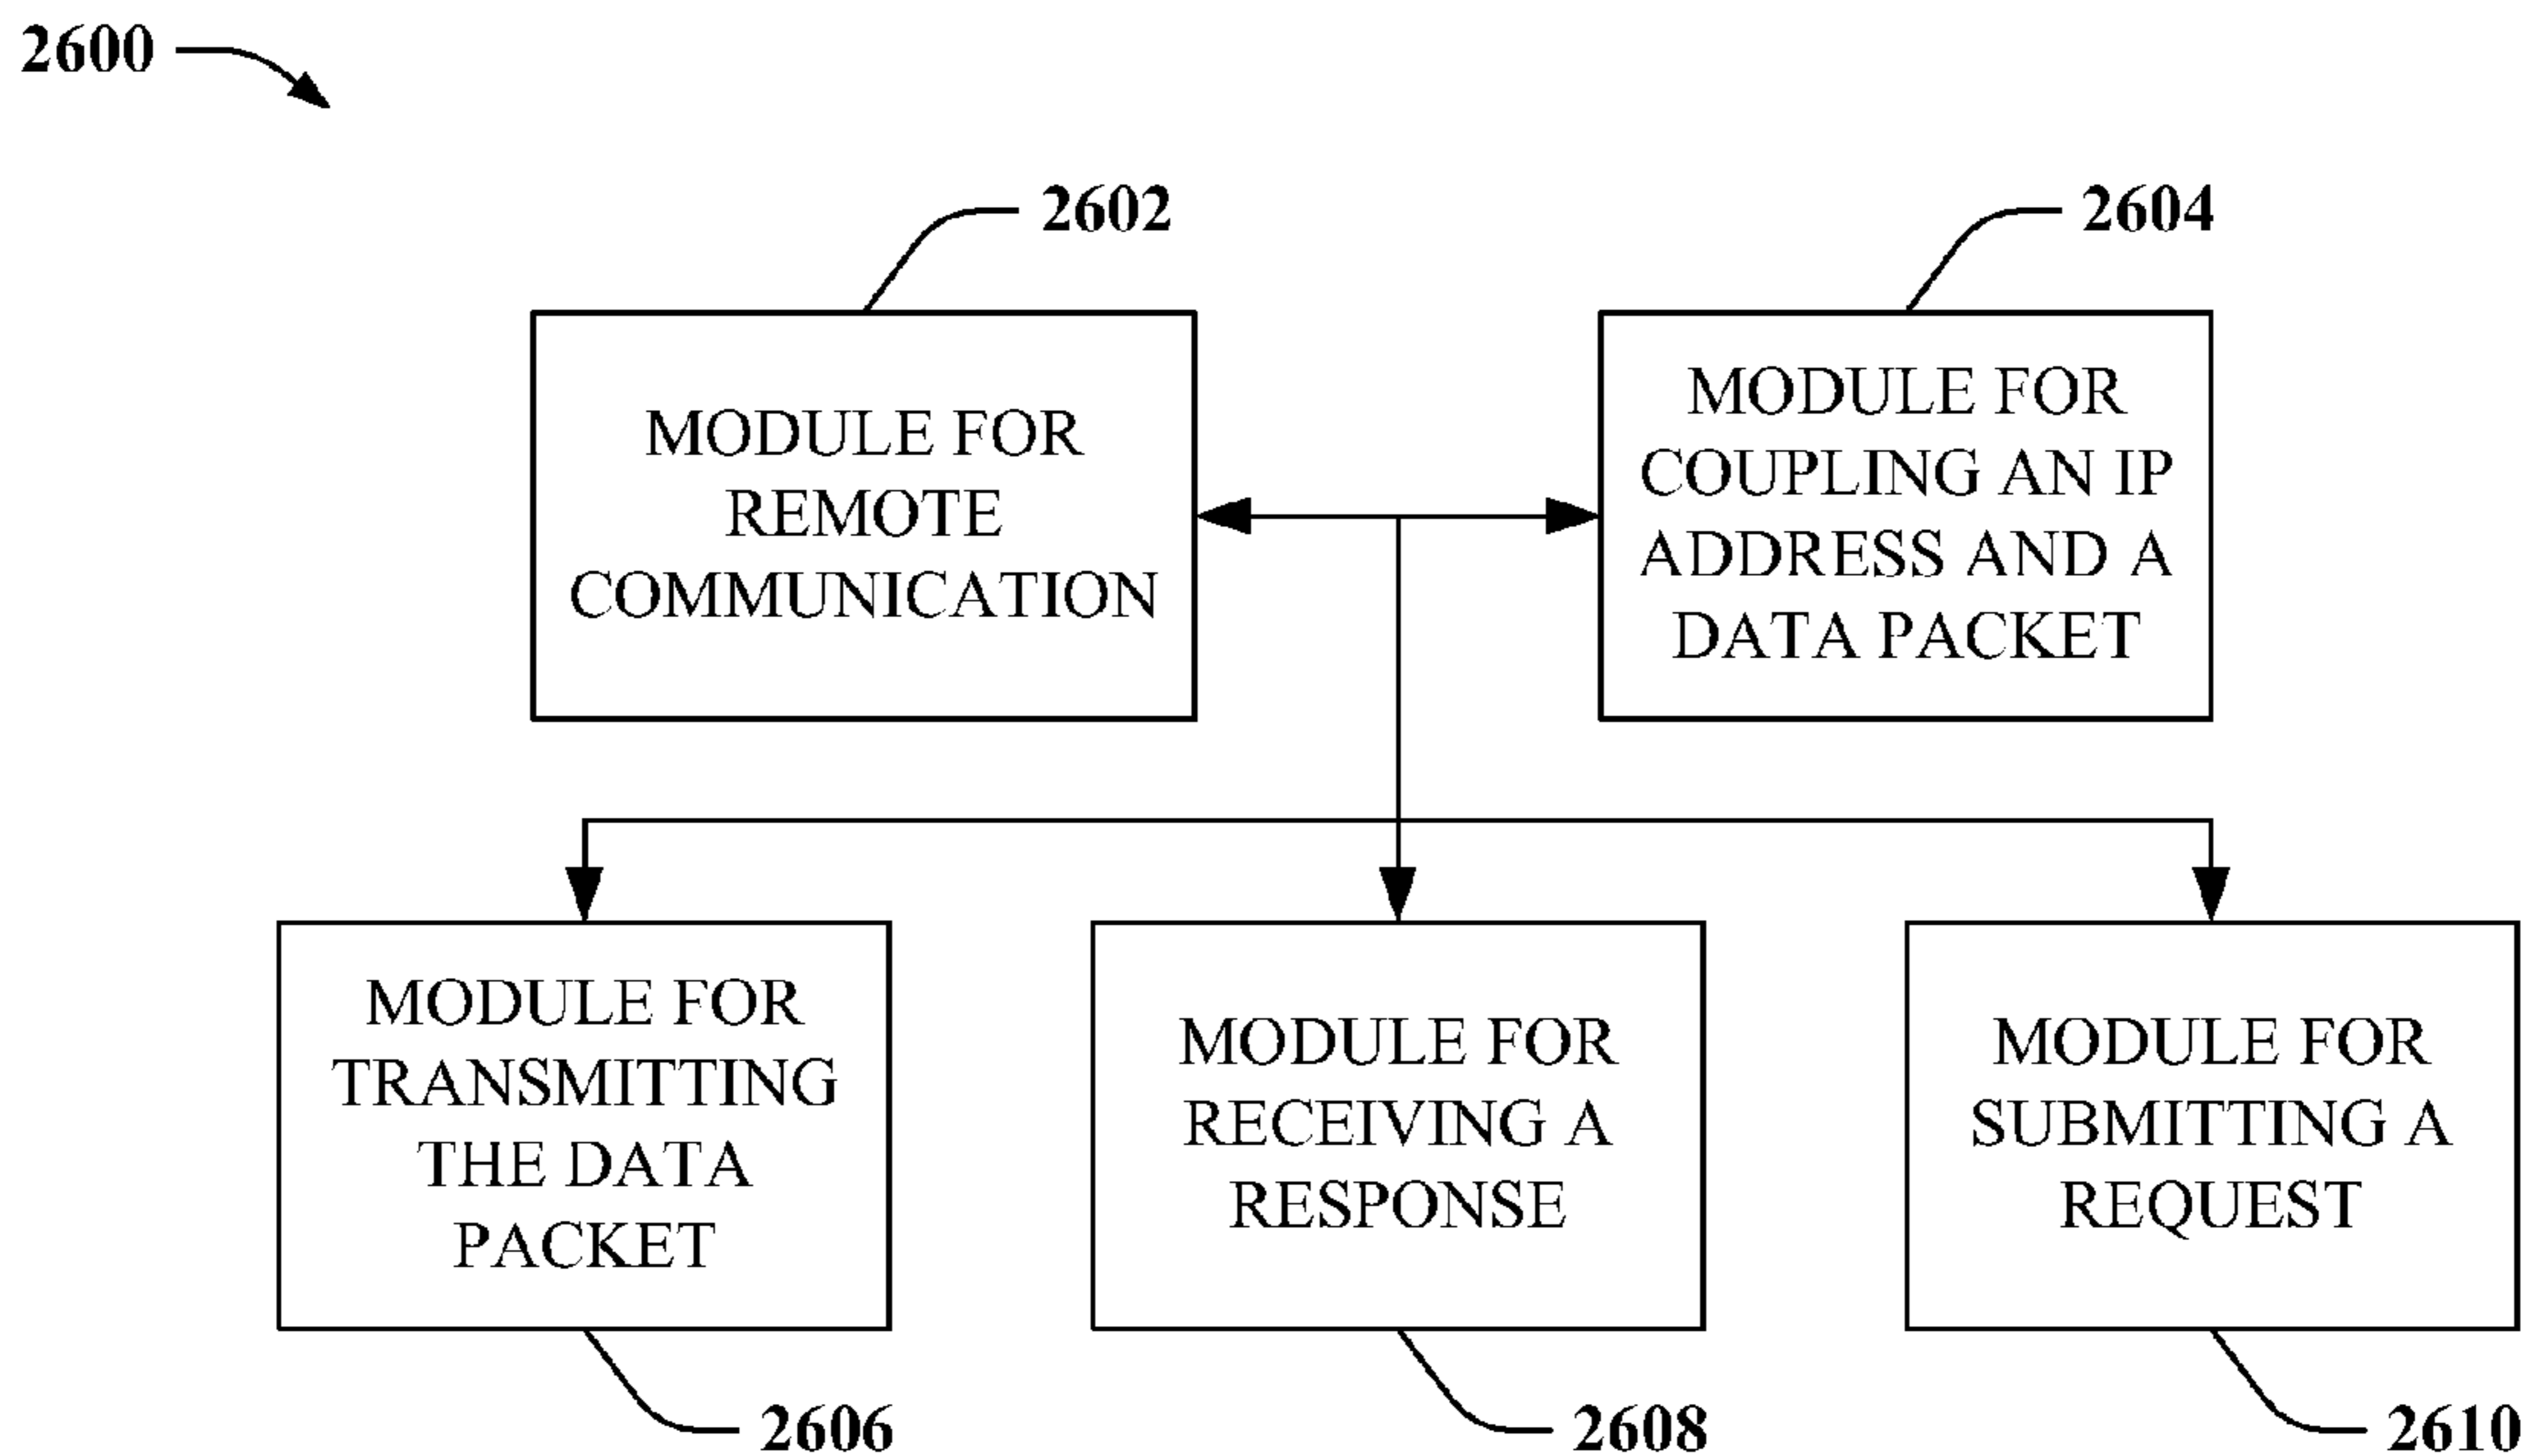 2600
2602
2604
MODULE FOR
REMOTE
COMMUNICATION
MODULE FOR
COUPLING AN IP
ADDRESS AND A
DATA PACKET
MODULE FOR
TRANSMITTING
THE DATA
PACKET
MODULE FOR
RECEIVING A
RESPONSE
MODULE FOR
SUBMITTING A
REQUEST
2606
2608
2610